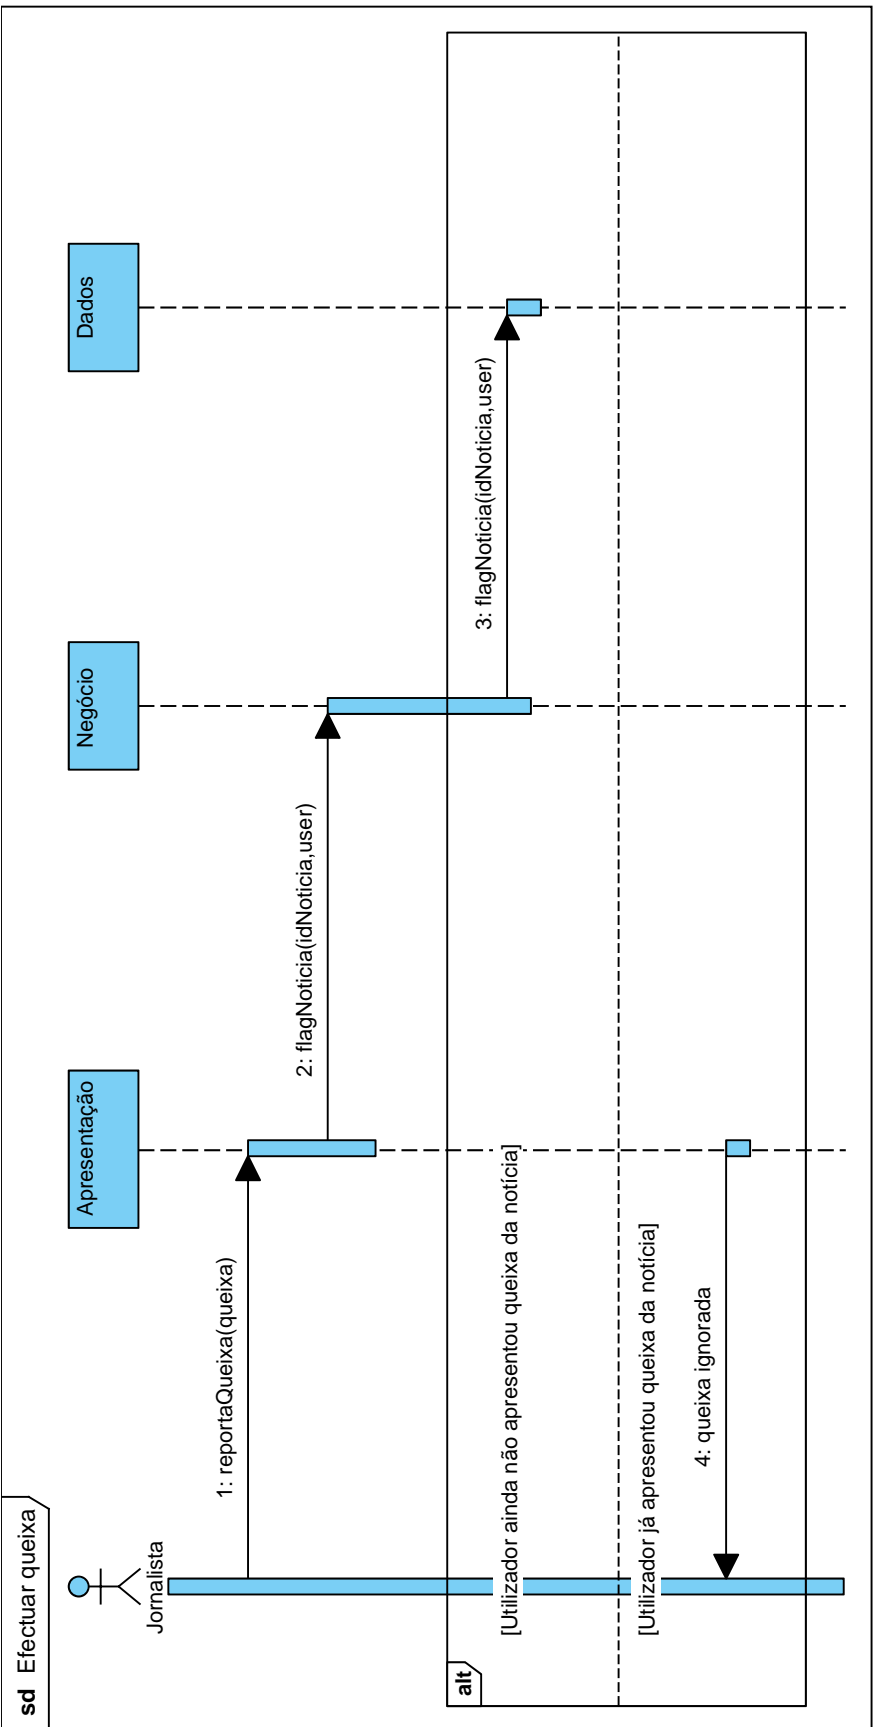 sd Efectuar queixa
Jornalista
Apresentação
Negócio
Dados
1: reportaQueixa(queixa)
2: flagNoticia(idNoticia,user)
alt
[Utilizador ainda não apresentou queixa da notícia]
3: flagNoticia(idNoticia,user)
[Utilizador já apresentou queixa da notícia]
4: queixa ignorada